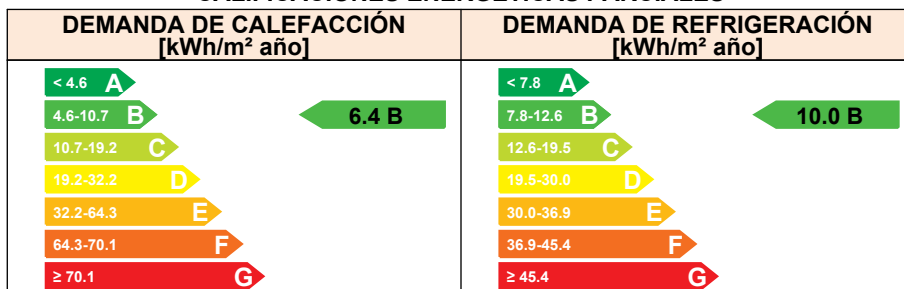 DEMANDA DE CALEFACCIÓN
[kWh/m² año]
< 4.6 A
4.6-10.7 B
6.4 B
10.7-19.2 C
19.2-32.2 D
32.2-64.3 E
64.3-70.1 F
≥ 70.1 G
DEMANDA DE REFRIGERACIÓN
[kWh/m² año]
< 7.8 A
7.8-12.6 B
10.0 B
12.6-19.5 C
19.5-30.0 D
30.0-36.9 E
36.9-45.4 F
≥ 45.4 G